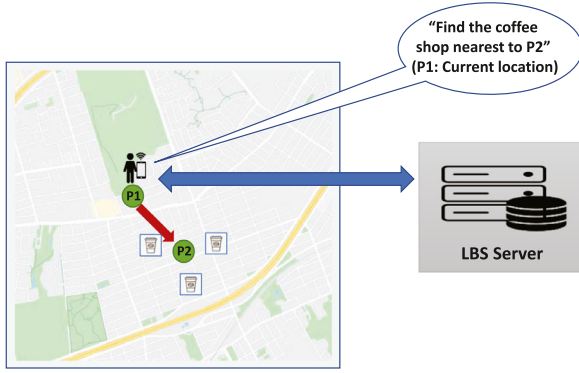 “Find the coffee
shop nearest to P2”
(P1: Current location)
P1
P2
LBS Server